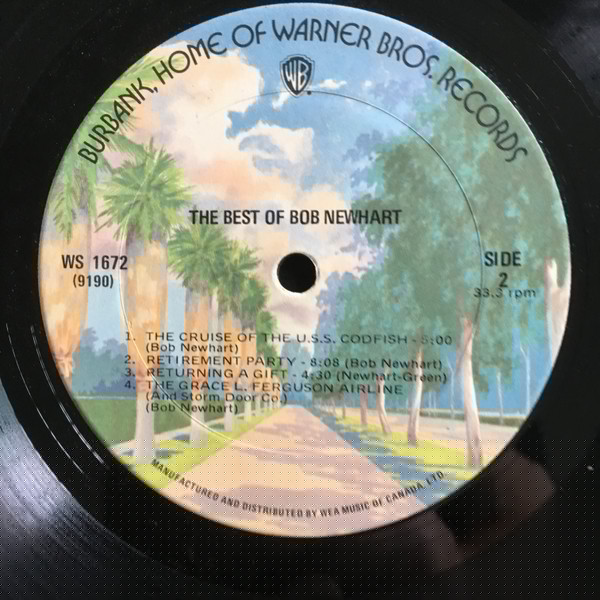 BURBANK, HOME OF WARNER BROS. RECORDS
WB
THE BEST OF BOB NEWHART
WS 1672
(9190)
SIDE
2
33.3 rpm
1. THE CRUISE OF THE U.S.S. CODFISH - 5:00
(Bob Newhart)
2. RETIREMENT PARTY - 8:08 (Bob Newhart)
3. RETURNING A GIFT - 4:30 (Newhart-Green)
4. THE GRACE L. FERGUSON AIRLINE
(And Storm Door Co.)
(Bob Newhart)
MANUFACTURED AND DISTRIBUTED BY WEA MUSIC OF CANADA, LTD.